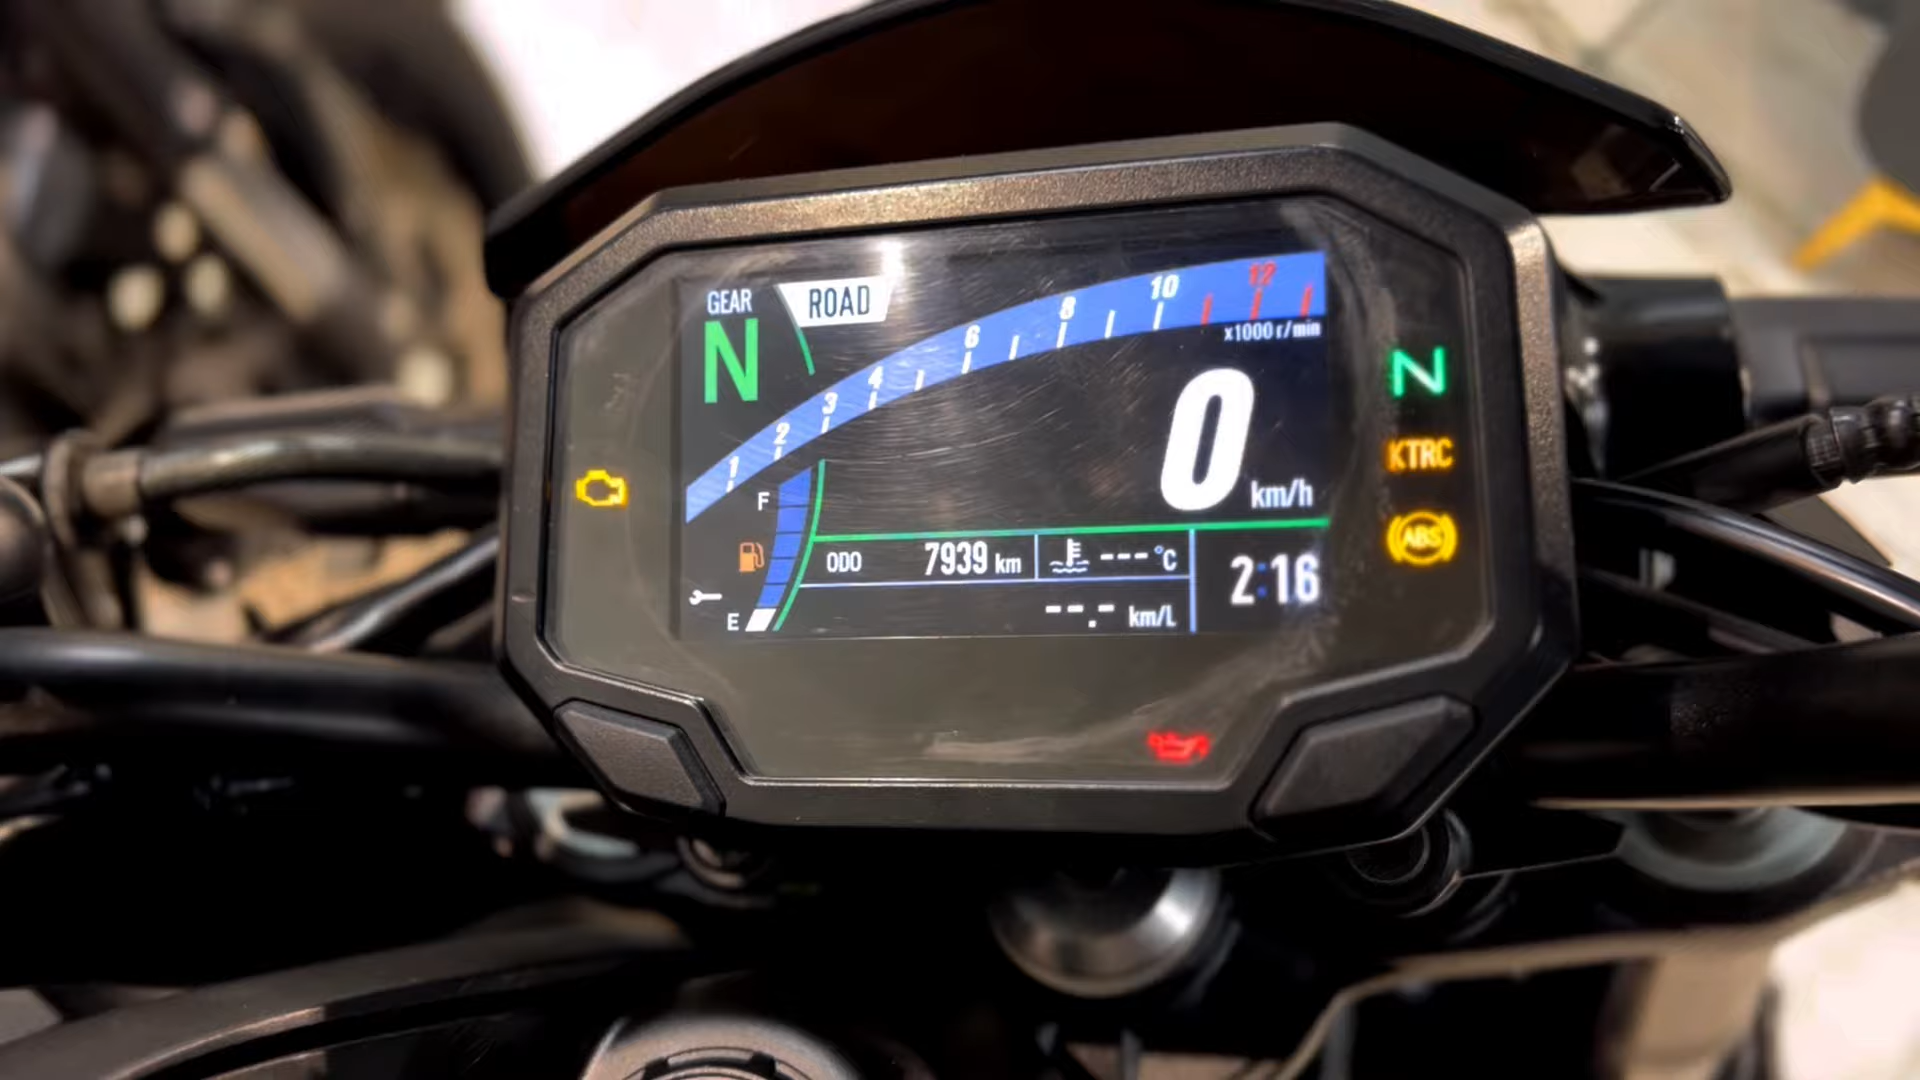 GEAR
ROAD
N
1 2 3 4 6 8 10 12
x1000 r/min
0 km/h
N
KTRC
ABS
F
E
ODO 7939 km
---°C
--.- km/L
2:16